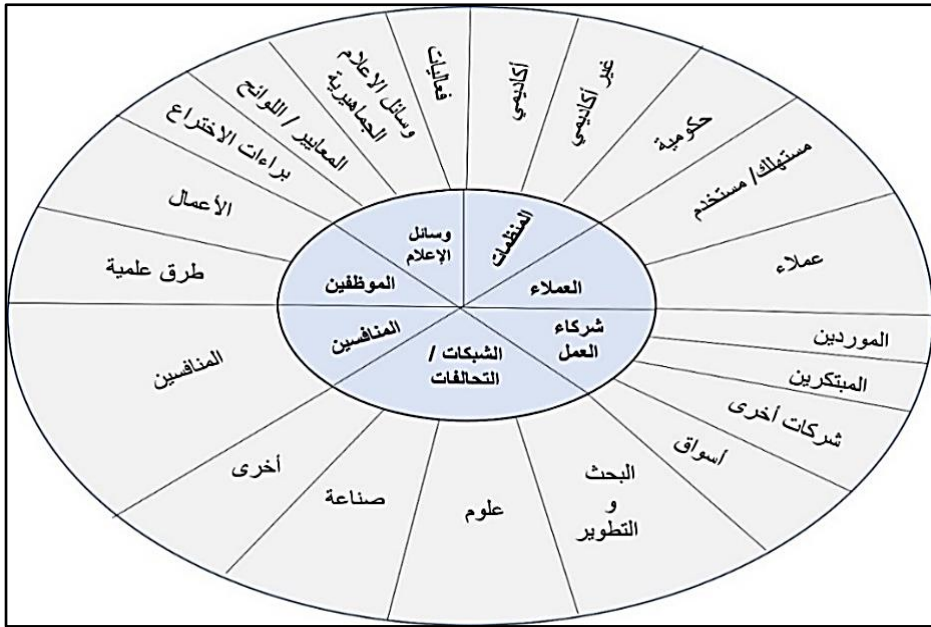 المنظمات
العملاء
شركاء
العمل
الشبكات /
التحالفات
المنافسين
الموظفين
وسائل
الإعلام
أكاديمي
غير أكاديمي
حكومية
مستهلك/ مستخدم
عملاء
الموردين
المبتكرين
شركات أخرى
أسواق
البحث
و
التطوير
علوم
صناعة
أخرى
المنافسين
طرق علمية
الأعمال
براءات الاختراع
المعايير / اللوائح
وسائل الاعلام
الجماهيرية
فعاليات